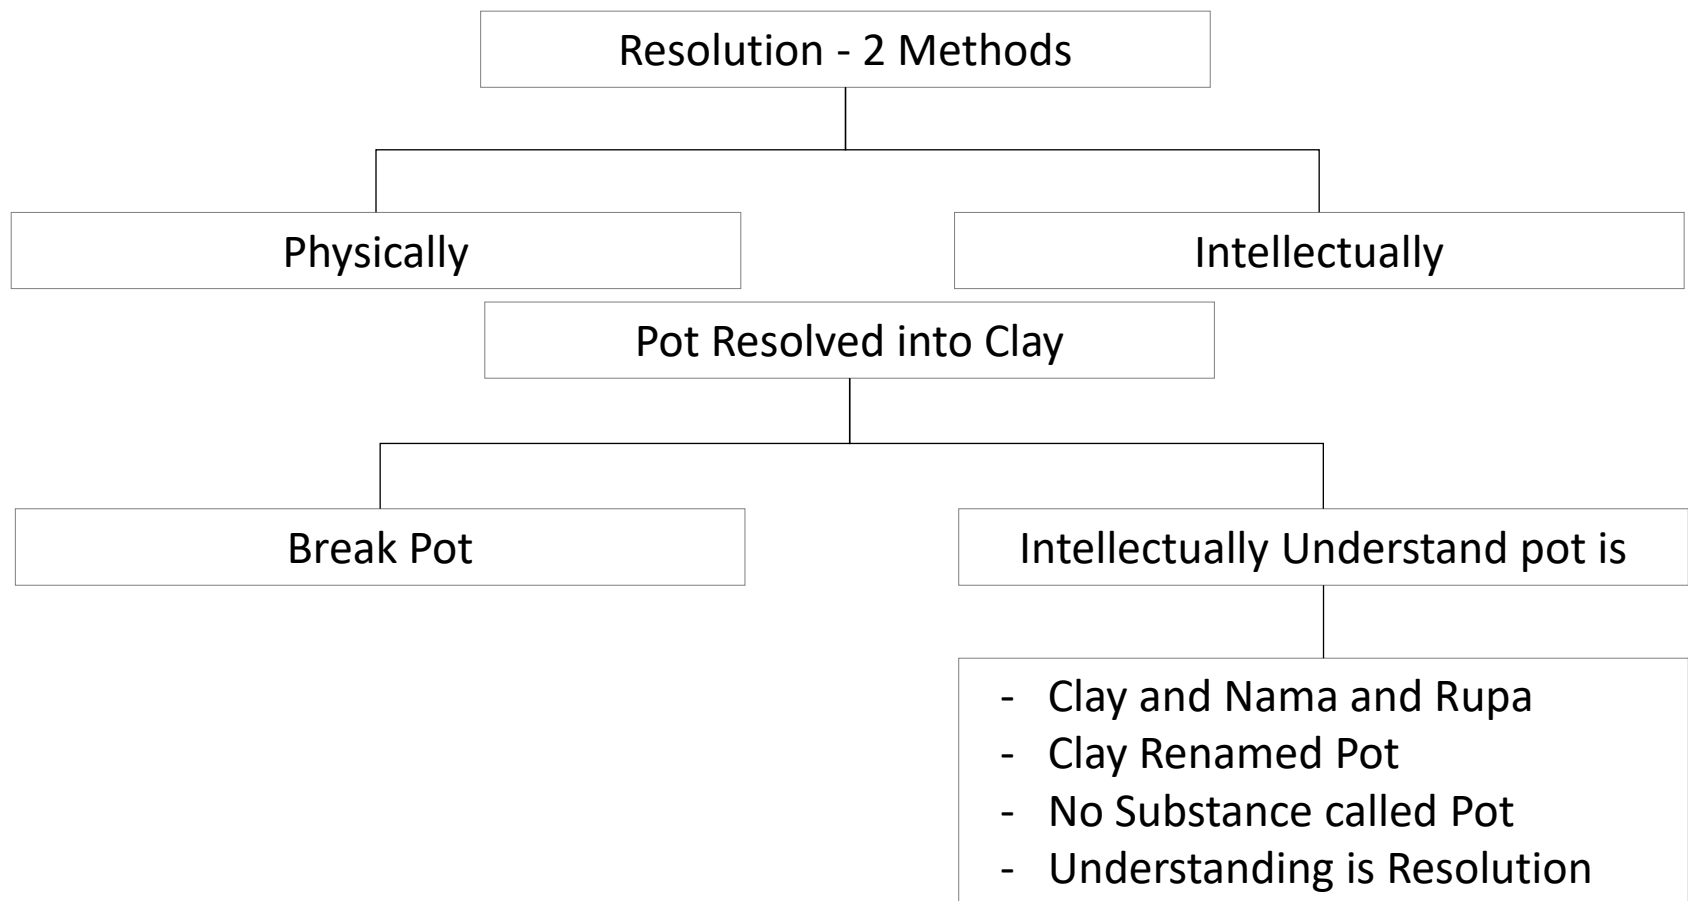 Resolution - 2 Methods
Physically
Intellectually
Pot Resolved into Clay
Break Pot
Intellectually Understand pot is
- Clay and Nama and Rupa
- Clay Renamed Pot
- No Substance called Pot
- Understanding is Resolution